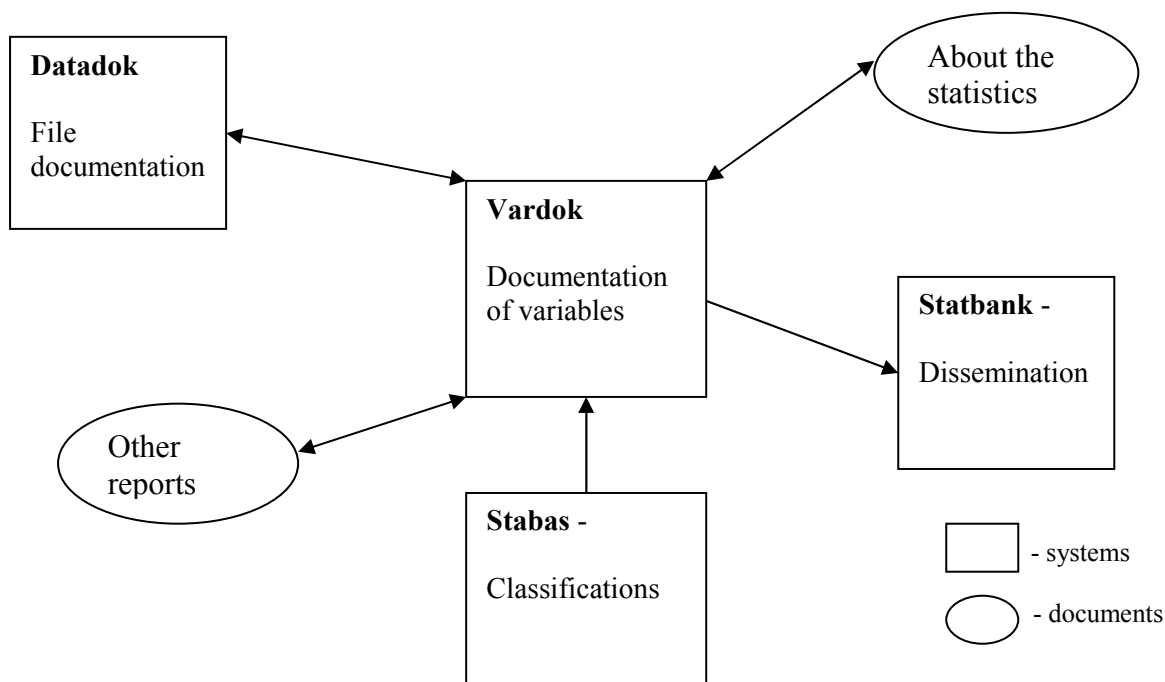 Datadok
File
documentation
About the
statistics
Vardok
Documentation
of variables
Statbank -
Dissemination
Other
reports
Stabas -
Classifications
- systems
- documents